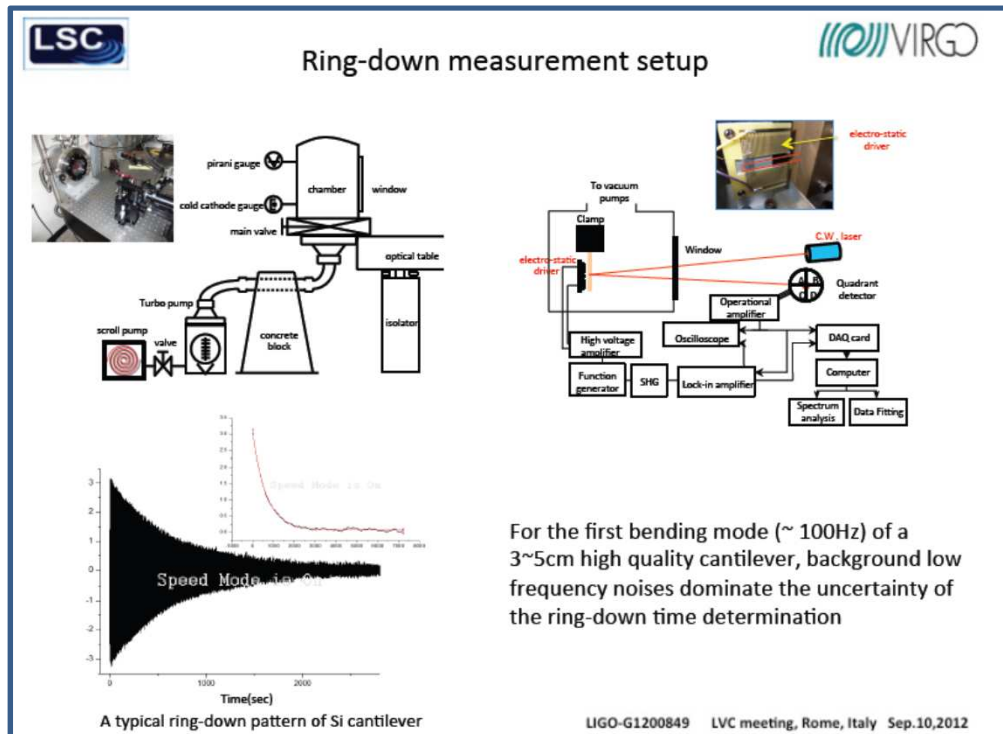 LSC
VIRGO
Ring-down measurement setup
pirani gauge
chamber
window
cold cathode gauge
main valve
optical table
Turbo pump
scroll pump
valve
concrete
block
isolator
electro-static
driver
To vacuum
pumps
Clamp
Window
C.W. laser
electro-static
driver
A B
C D
Quadrant
detector
Operational
amplifier
High voltage
amolifier
Oscilloscope
DAQ card
Function
generator
SHG
Lock-in amplifier
Computer
Spectrum
analysis
Data Fitting
Speed Mode is On
3
2
1
0
-1
-2
-3
Speed Mode is On
0
1000
2000
Time(sec)
A typical ring-down pattern of Si cantilever
For the first bending mode (~ 100Hz) of a
3~5cm high quality cantilever, background low
frequency noises dominate the uncertainty of
the ring-down time determination
LIGO-G1200849 LVC meeting, Rome, Italy Sep.10,2012